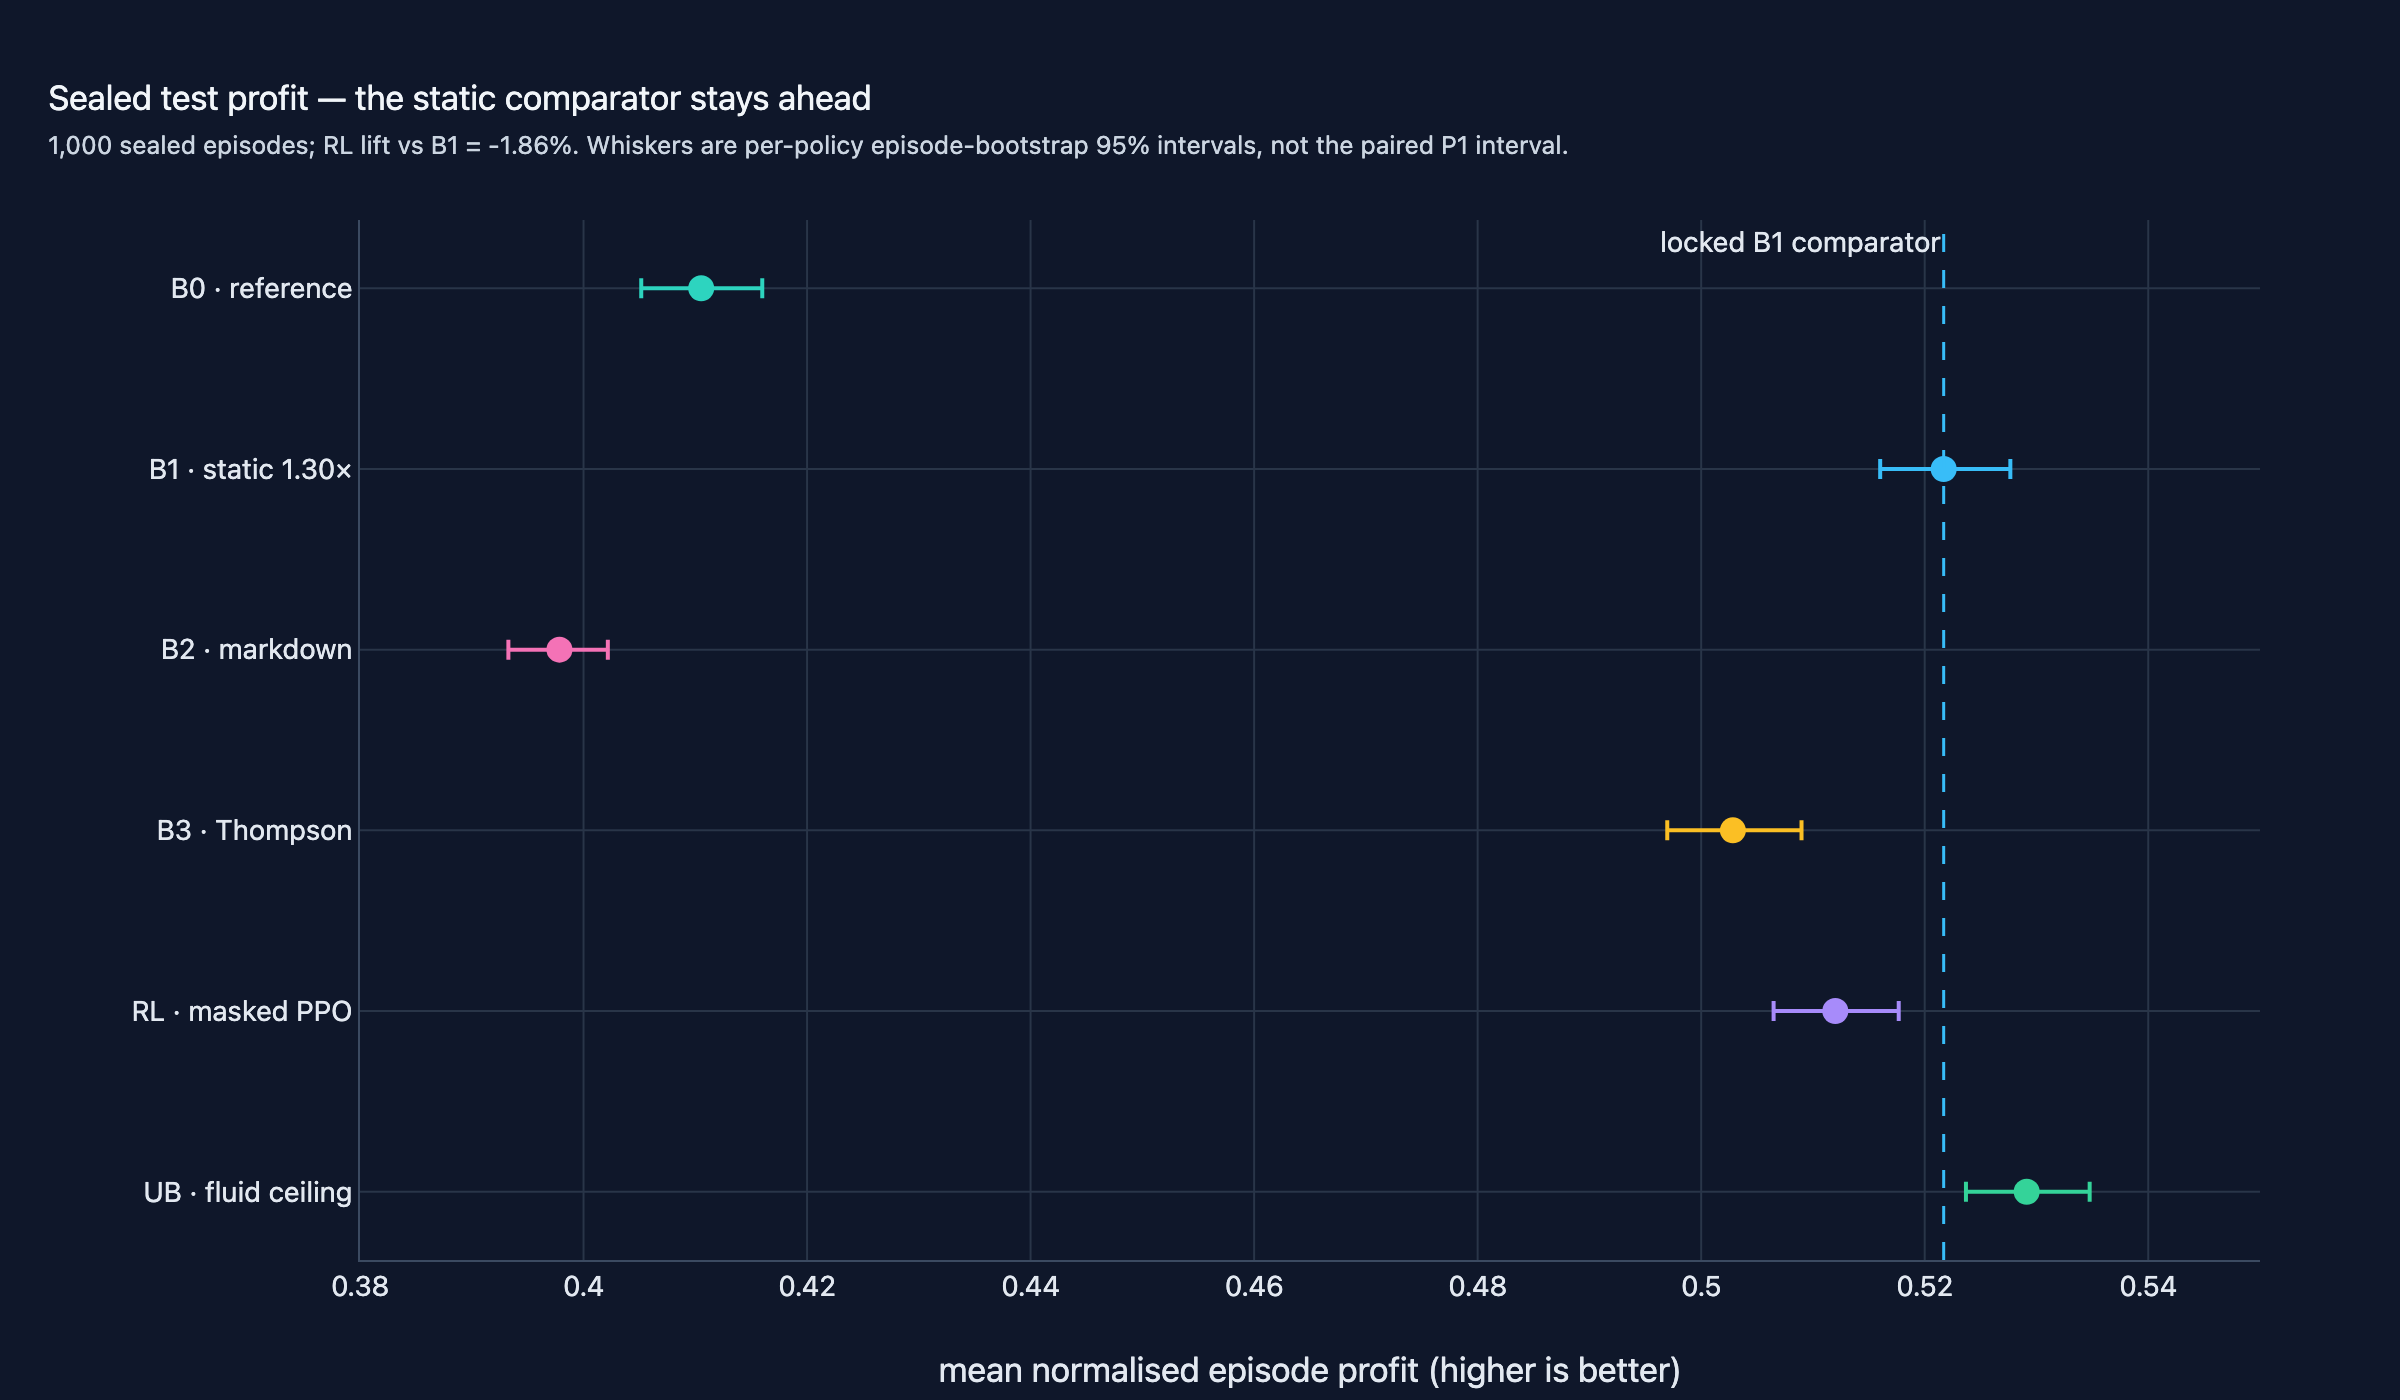 Sealed test profit — the static comparator stays ahead
1,000 sealed episodes; RL lift vs B1 = -1.86%. Whiskers are per-policy episode-bootstrap 95% intervals, not the paired P1 interval.
locked B1 comparator
B0 · reference
B1 · static 1.30×
B2 · markdown
B3 · Thompson
RL · masked PPO
UB · fluid ceiling
0.38 0.4 0.42 0.44 0.46 0.48 0.5 0.52 0.54
mean normalised episode profit (higher is better)